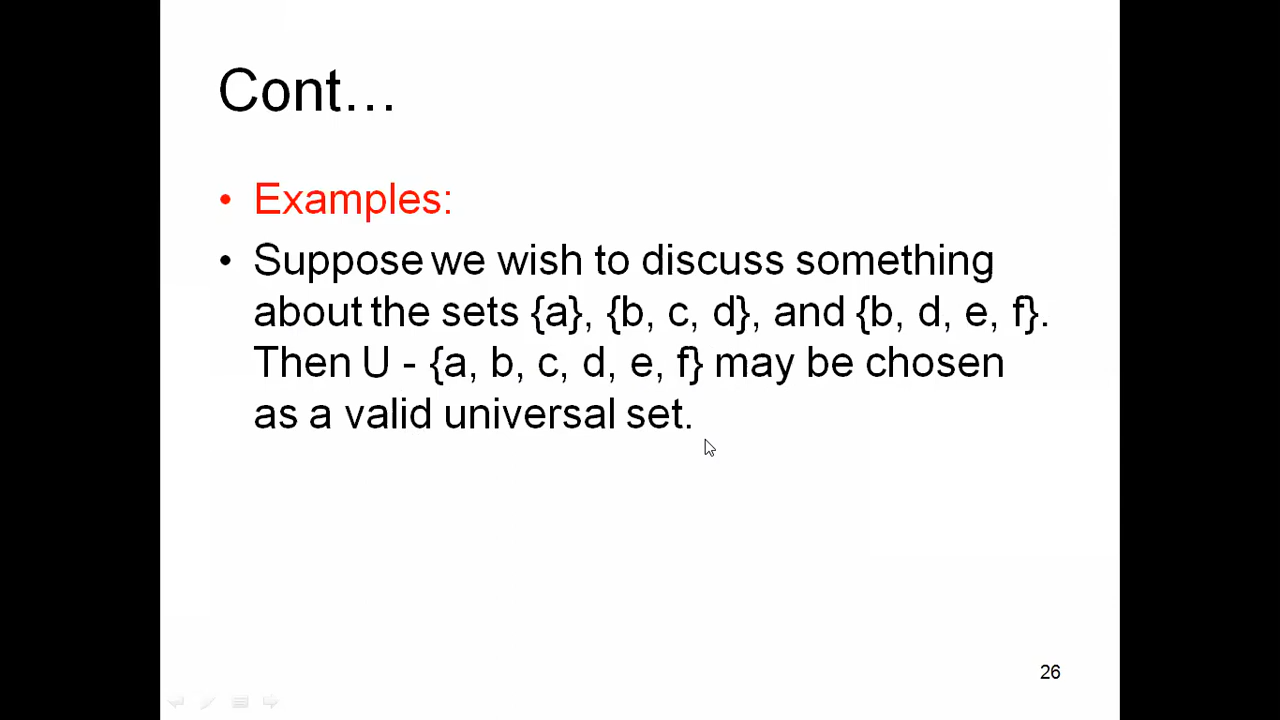 Cont…
• Examples:
• Suppose we wish to discuss something
about the sets {a}, {b, c, d}, and {b, d, e, f}.
Then U - {a, b, c, d, e, f} may be chosen
as a valid universal set.
26